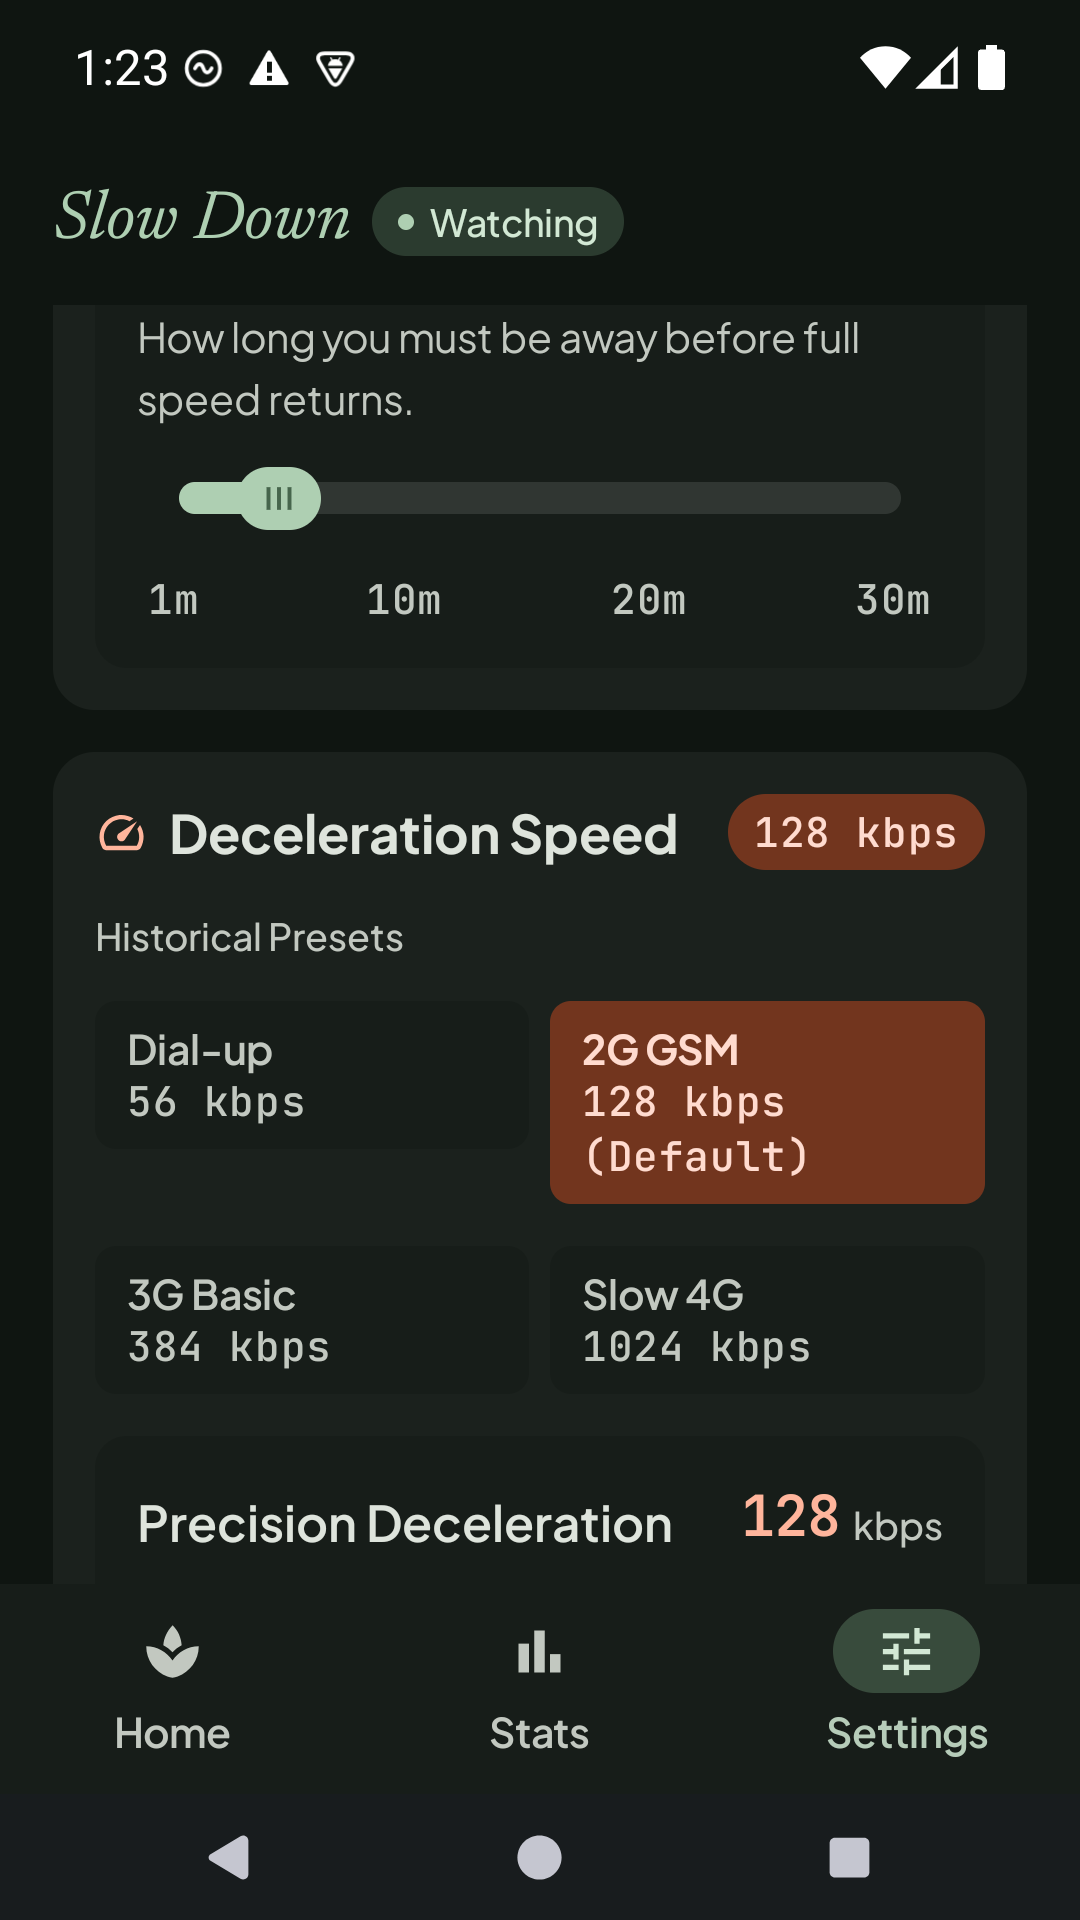 1:23
Slow Down
Watching
How long you must be away before full
speed returns.
1m 10m 20m 30m
Deceleration Speed
128 kbps
Historical Presets
Dial-up
56 kbps
2G GSM
128 kbps
(Default)
3G Basic
384 kbps
Slow 4G
1024 kbps
Precision Deceleration
128 kbps
Home
Stats
Settings